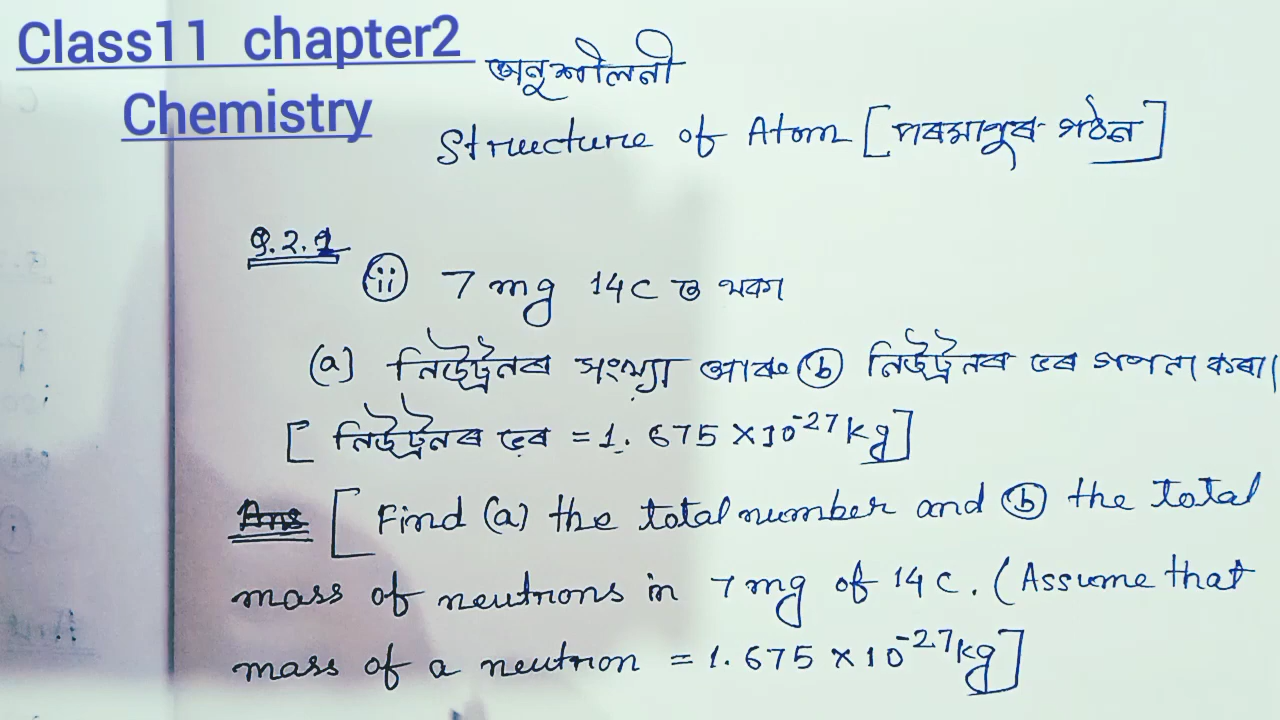 Class11 chapter2
Chemistry
অনুশীলনী
Structure of Atom [পৰমাণুৰ গঠন]
Q.2.2
(ii) 7 mg 14C ত থকা
(a) নিউট্ৰনৰ সংখ্যা আৰু (b) নিউট্ৰনৰ ভৰ গণনা কৰা।
[নিউট্ৰনৰ ভৰ = 1.675 × 10⁻²⁷ kg]
Ans [Find (a) the total number and (b) the total
mass of neutrons in 7 mg of 14 C. (Assume that
mass of a neutron = 1.675 × 10⁻²⁷ kg]